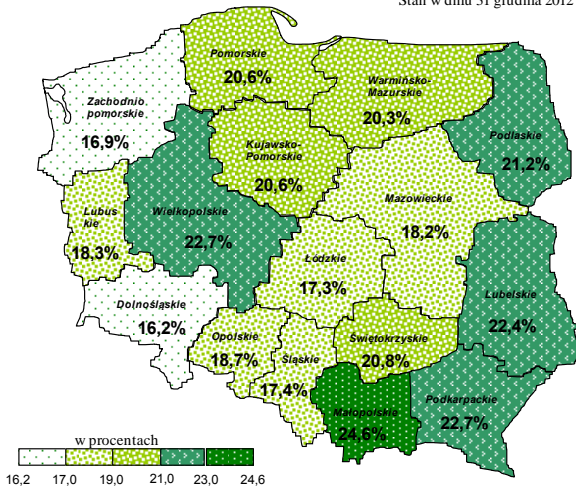 Stan w dniu 31 grudnia 2012
Pomorskie
20,6%
Warmińsko-
Mazurskie
20,3%
Zachodnio
pomorskie
16,9%
Podlaskie
21,2%
Kujawsko-
Pomorskie
20,6%
Mazowieckie
18,2%
Lubus
kie
18,3%
Wielkopolskie
22,7%
Łódzkie
17,3%
Lubelskie
22,4%
Dolnośląskie
16,2%
Opolskie
18,7%
Śląskie
17,4%
Świętokrzyskie
20,8%
Małopolskie
24,6%
Podkarpackie
22,7%
w procentach
16,2 17,0 19,0 21,0 23,0 24,6